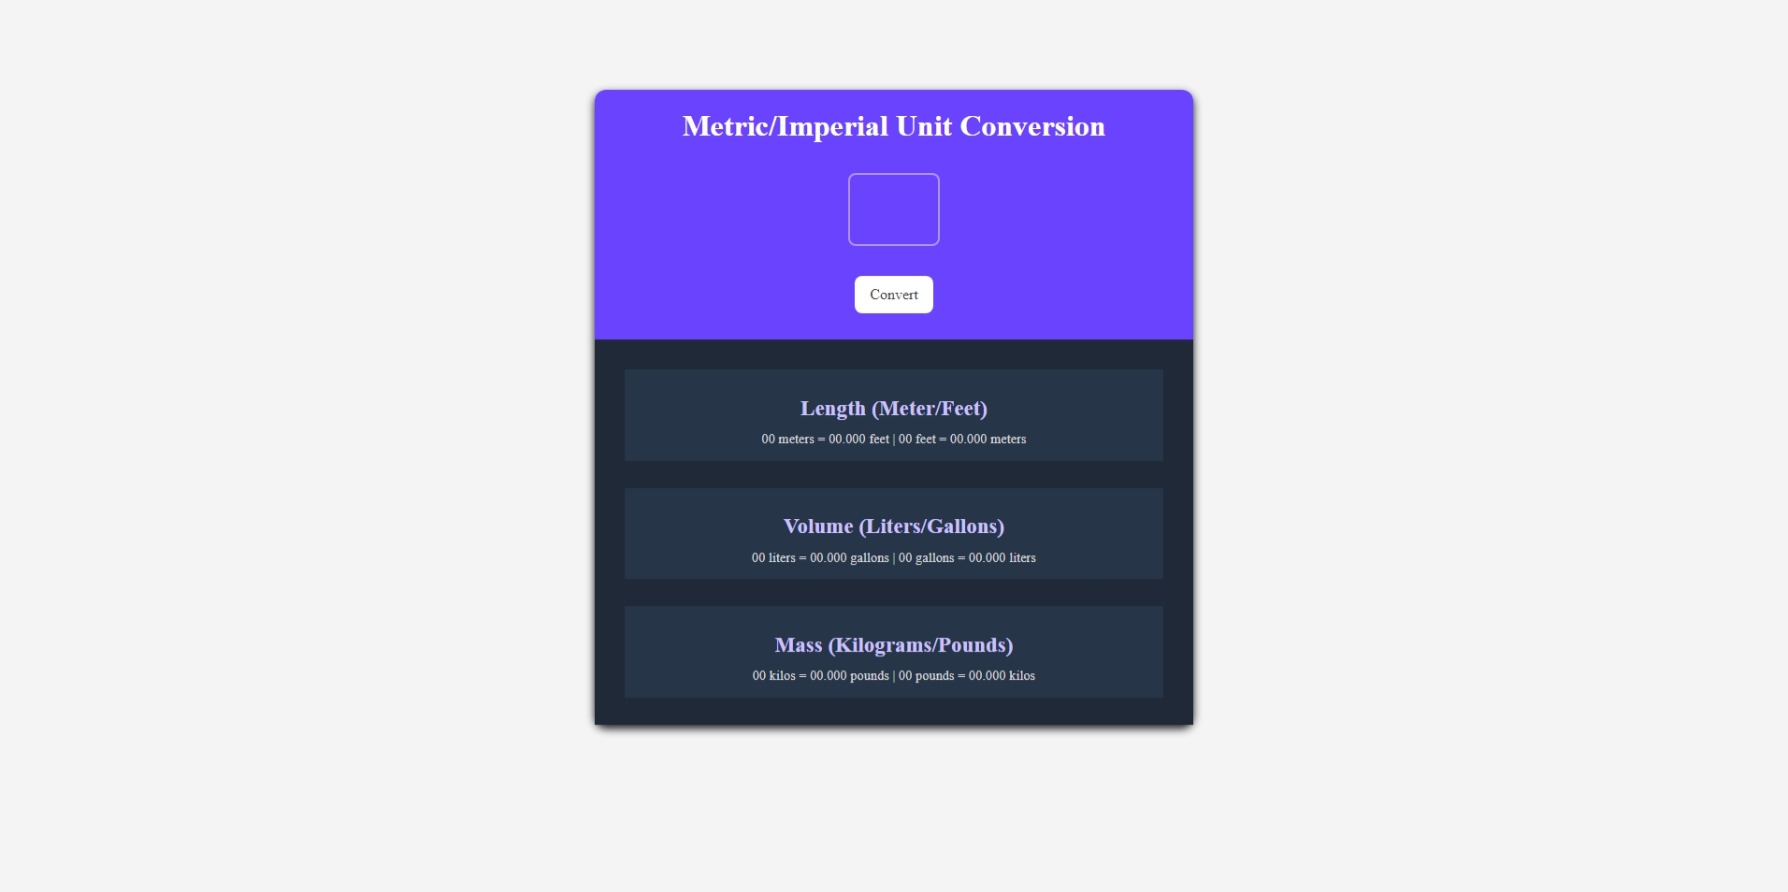 Metric/Imperial Unit Conversion
Convert
Length (Meter/Feet)
00 meters = 00.000 feet | 00 feet = 00.000 meters
Volume (Liters/Gallons)
00 liters = 00.000 gallons | 00 gallons = 00.000 liters
Mass (Kilograms/Pounds)
00 kilos = 00.000 pounds | 00 pounds = 00.000 kilos